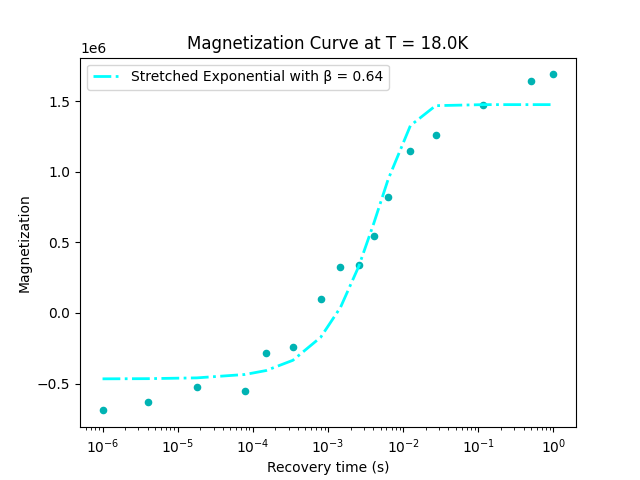 Magnetization Curve at T = 18.0K
1e6
Stretched Exponential with β = 0.64
1.5
1.0
0.5
0.0
−0.5
Magnetization
10⁻⁶ 10⁻⁵ 10⁻⁴ 10⁻³ 10⁻² 10⁻¹ 10⁰
Recovery time (s)